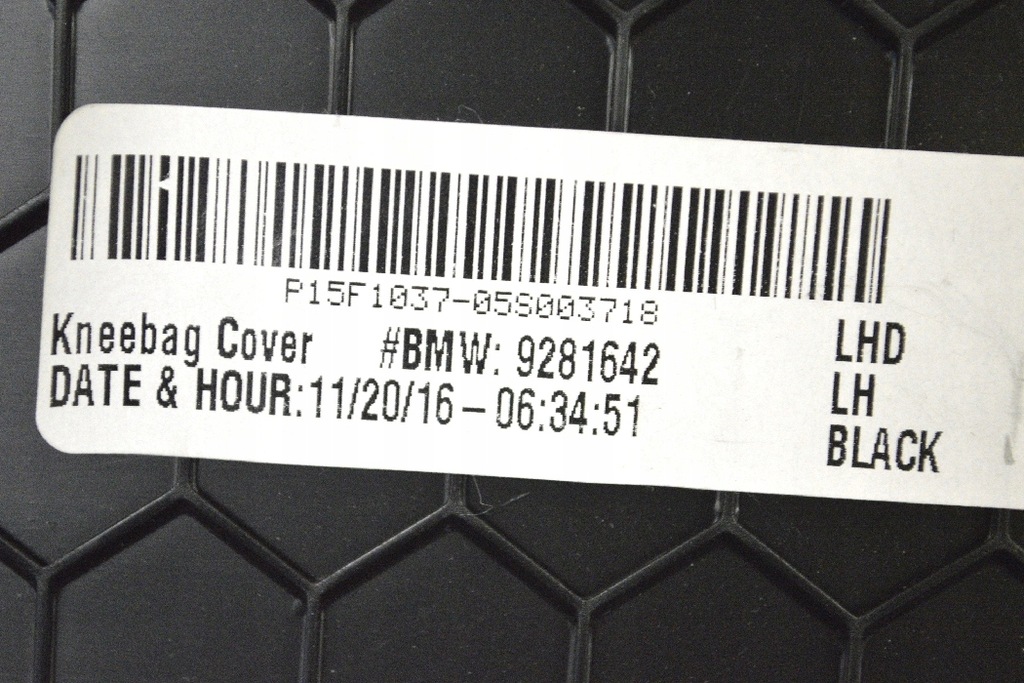 P15F1037-05S003718
Kneebag Cover #BMW: 9281642 LHD
DATE & HOUR:11/20/16 – 06:34:51 LH
BLACK